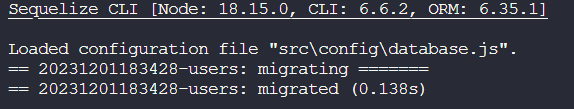 Sequelize CLI [Node: 18.15.0, CLI: 6.6.2, ORM: 6.35.1]
Loaded configuration file "src\config\database.js".
== 20231201183428-users: migrating =======
== 20231201183428-users: migrated (0.138s)